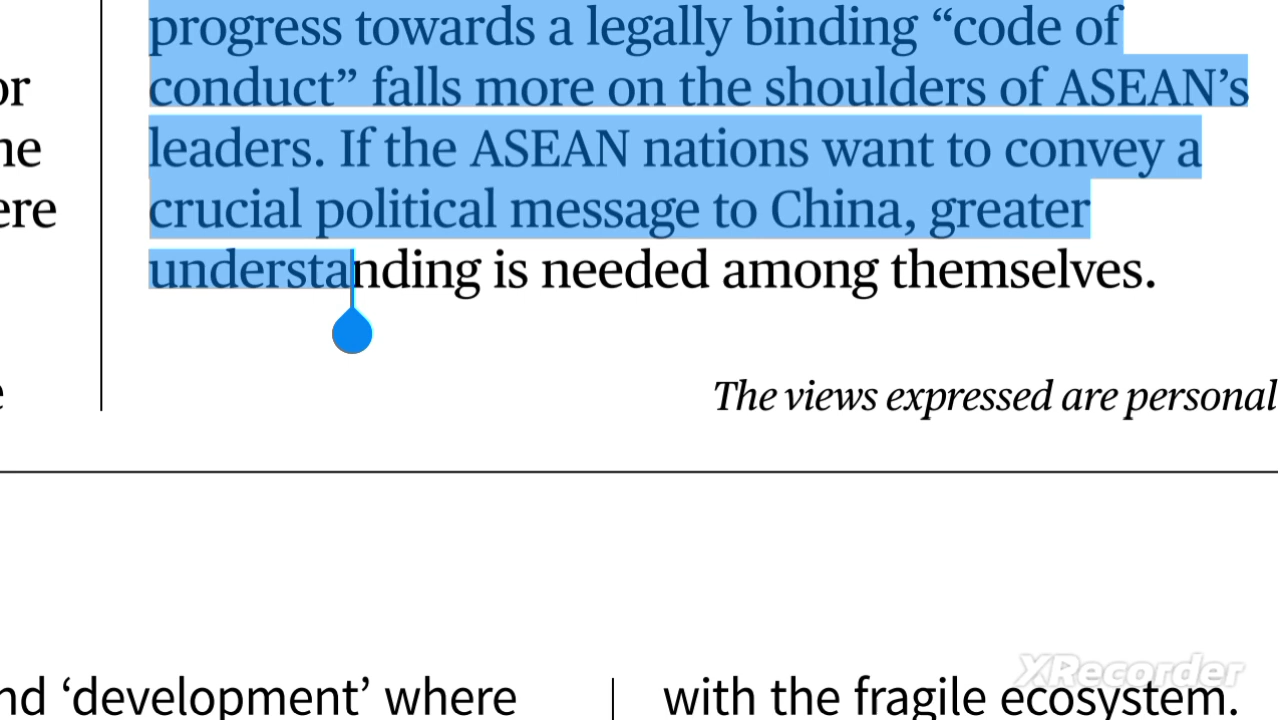 progress towards a legally binding “code of
conduct” falls more on the shoulders of ASEAN’s
leaders. If the ASEAN nations want to convey a
crucial political message to China, greater
understanding is needed among themselves.
The views expressed are personal
‘development’ where
with the fragile ecosystem.
XRecorder